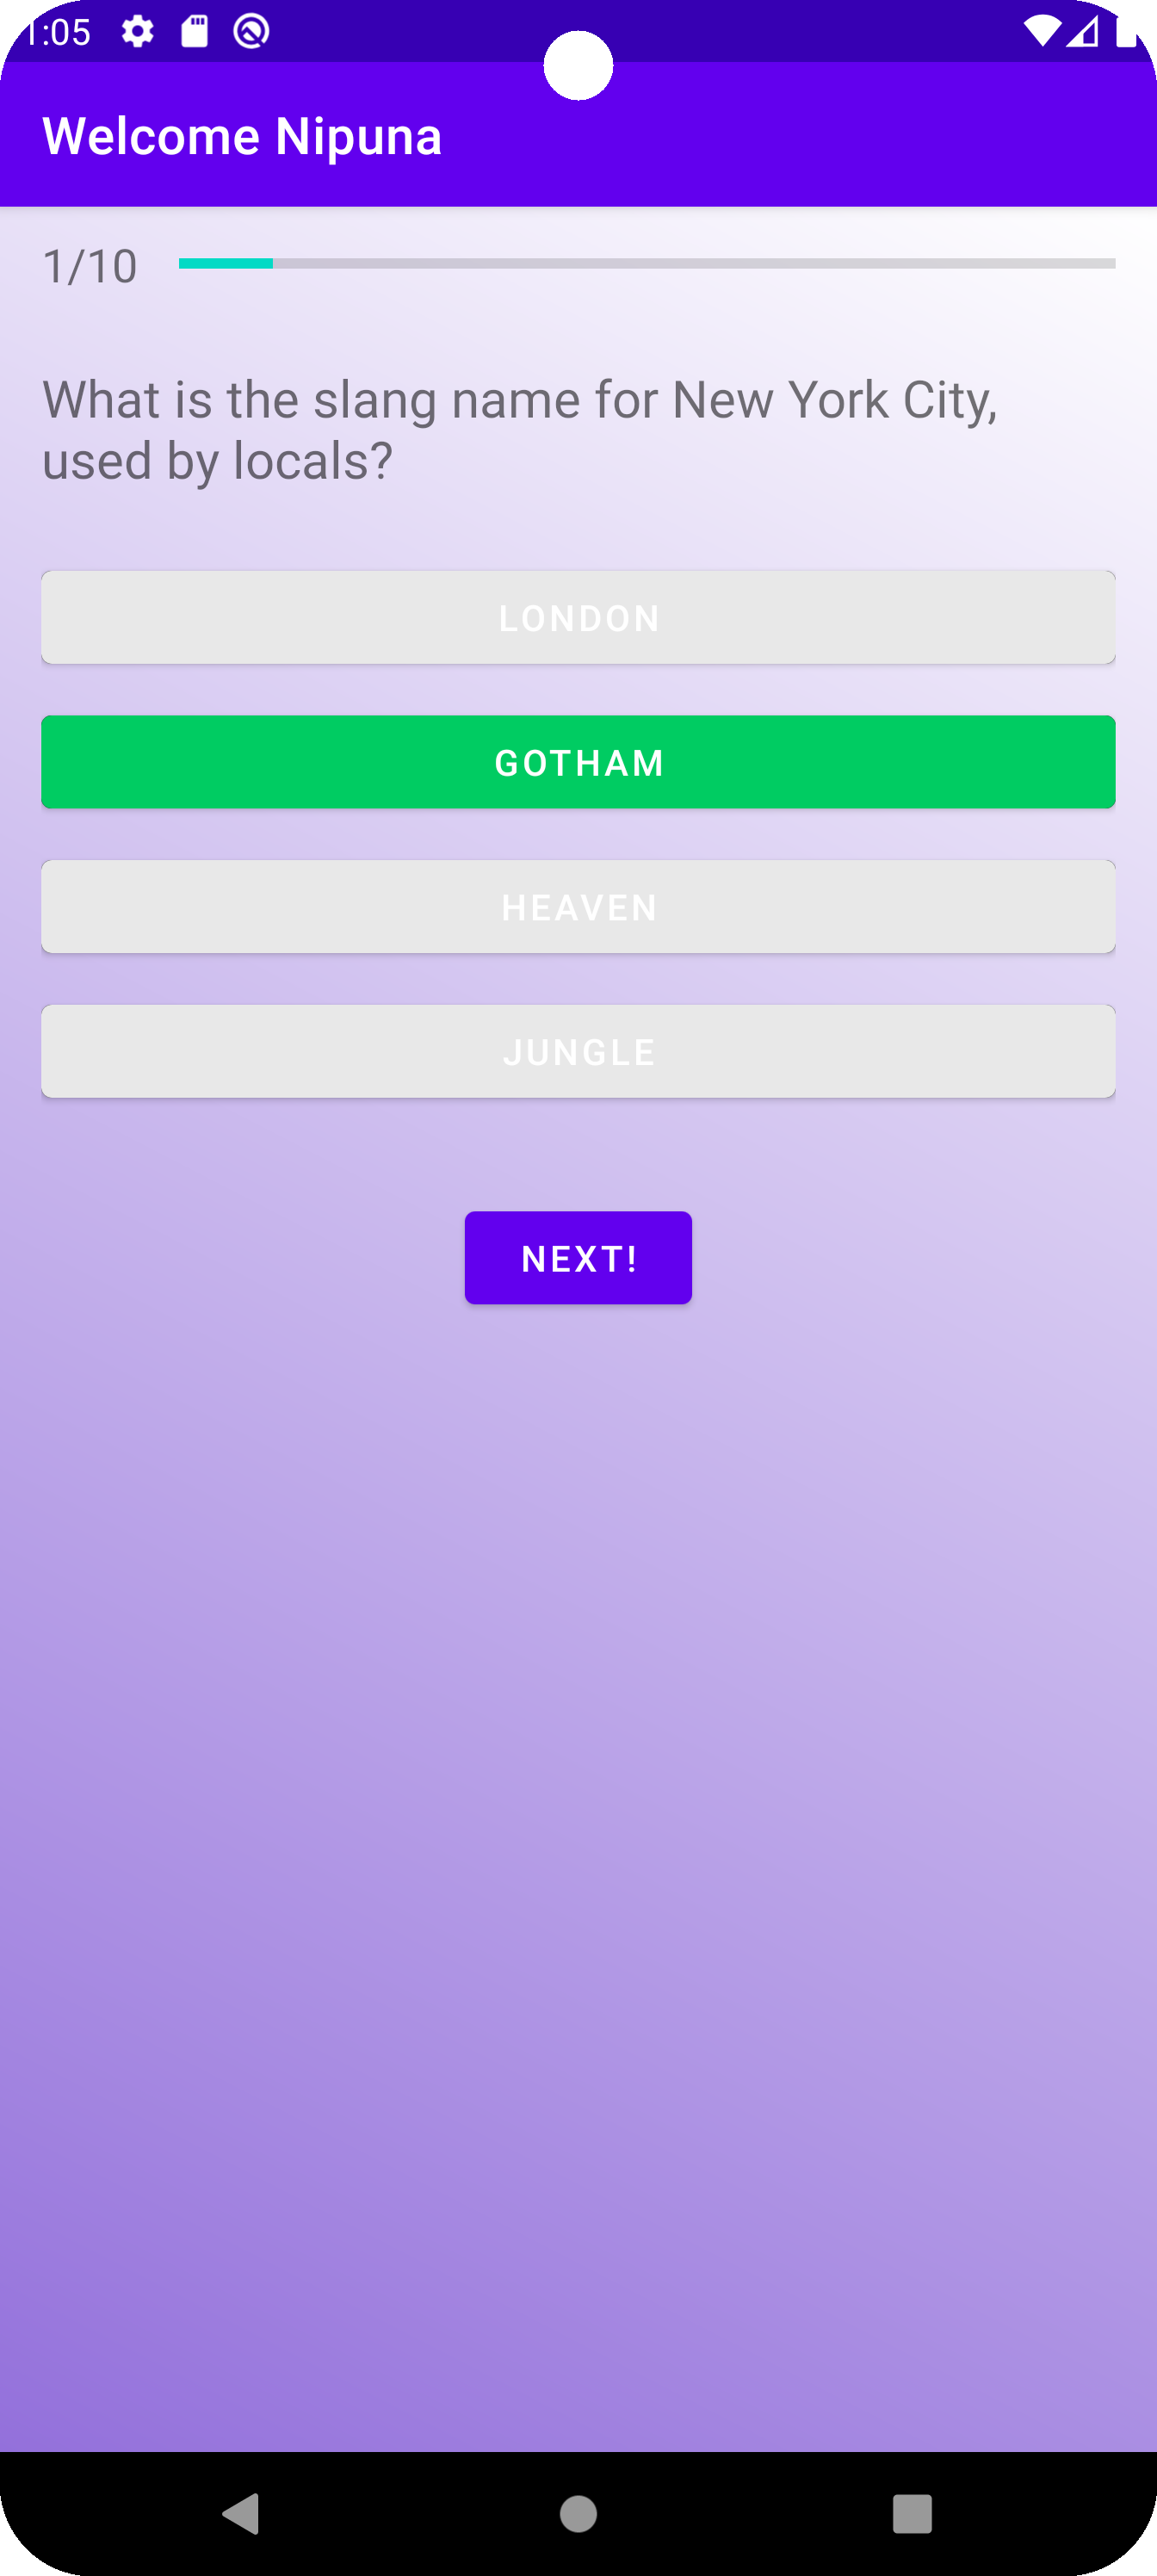 1:05
Welcome Nipuna
1/10
What is the slang name for New York City,
used by locals?
LONDON
GOTHAM
HEAVEN
JUNGLE
NEXT!